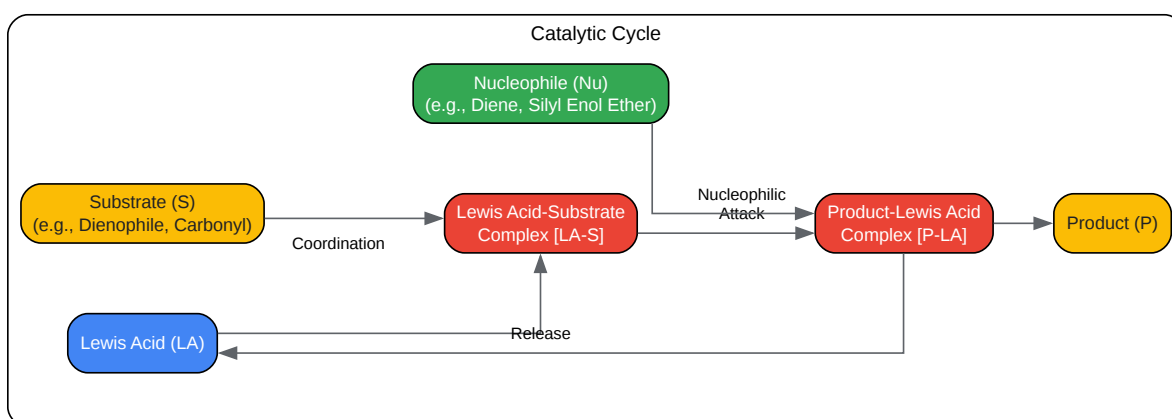 Catalytic Cycle
Nucleophile (Nu)
(e.g., Diene, Silyl Enol Ether)
Substrate (S)
(e.g., Dienophile, Carbonyl)
Coordination
Lewis Acid-Substrate
Complex [LA-S]
Nucleophilic
Attack
Product-Lewis Acid
Complex [P-LA]
Product (P)
Lewis Acid (LA)
Release